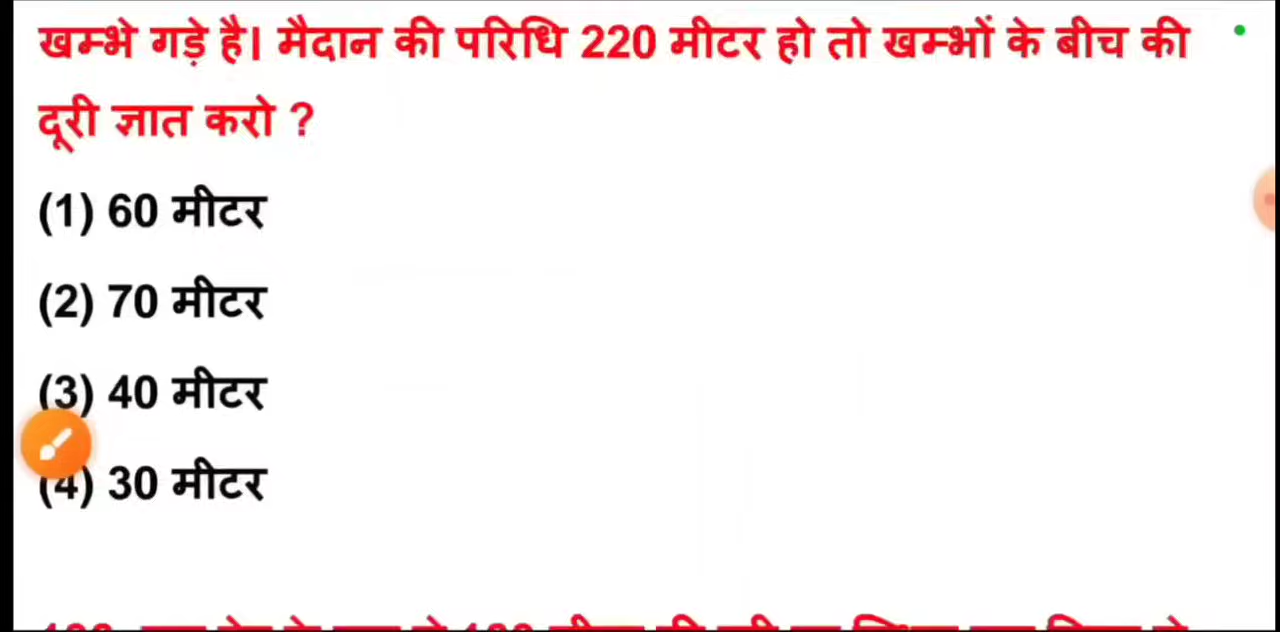 खम्भे गड़े है। मैदान की परिधि 220 मीटर हो तो खम्भों के बीच की
दूरी ज्ञात करो ?
(1) 60 मीटर
(2) 70 मीटर
(3) 40 मीटर
(4) 30 मीटर